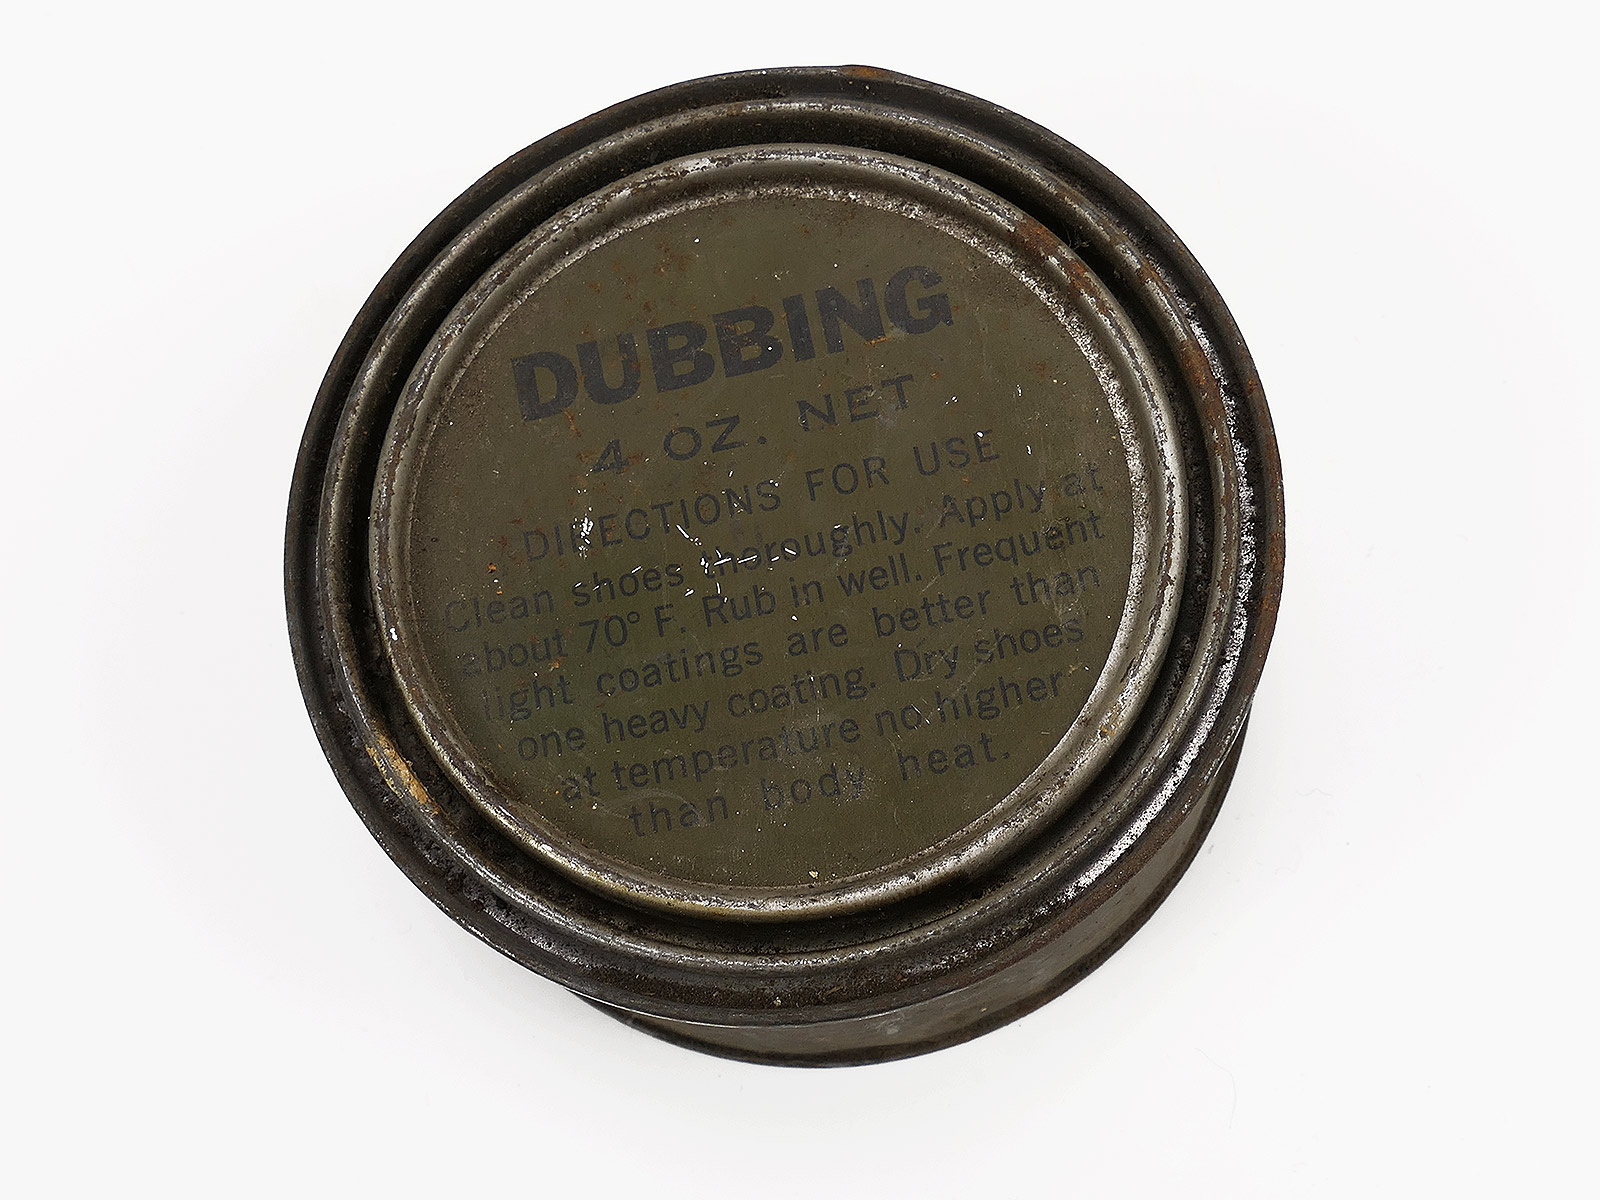 DUBBING
4 OZ. NET
DIRECTIONS FOR USE
Clean shoes thoroughly. Apply at
about 70° F. Rub in well. Frequent
light coatings are better than
one heavy coating. Dry shoes
at temperature no higher
than body heat.